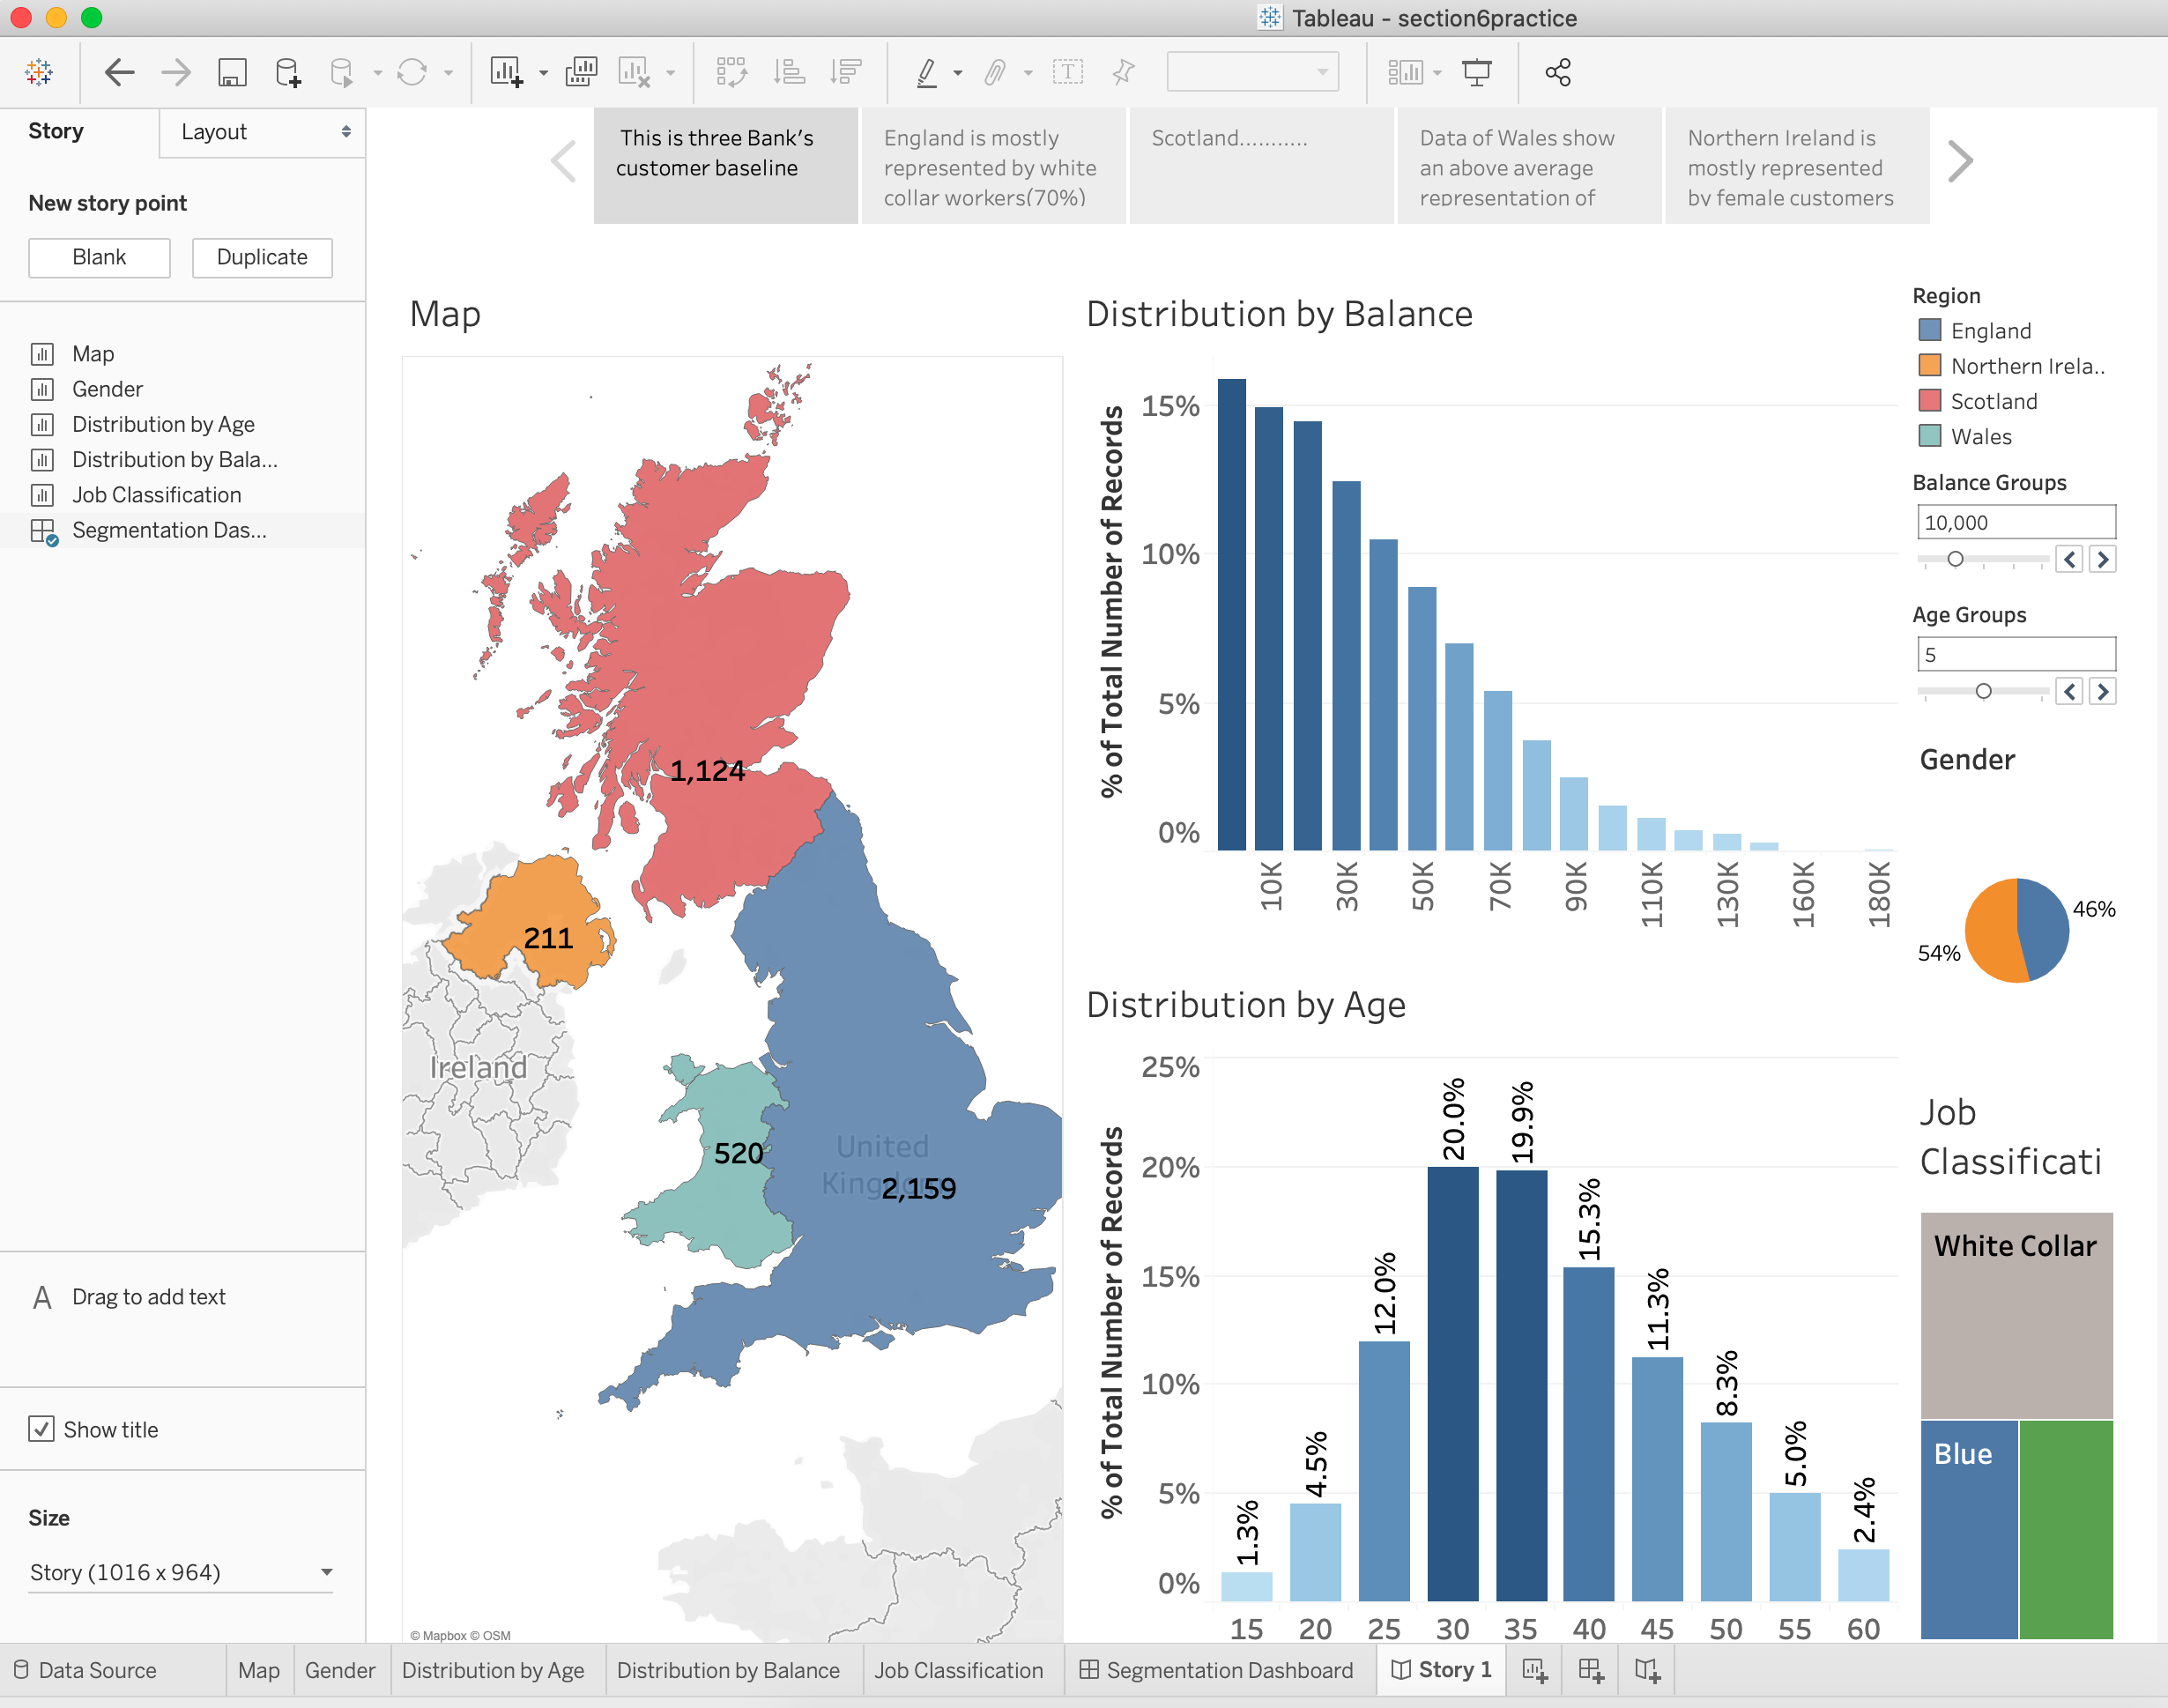 Tableau - section6practice
Story
Layout
New story point
Blank
Duplicate
Map
Gender
Distribution by Age
Distribution by Bala...
Job Classification
Segmentation Das...
A Drag to add text
Show title
Size
Story (1016 x 964)
This is three Bank's
customer baseline
England is mostly
represented by white
collar workers(70%)
Scotland...........
Data of Wales show
an above average
representation of
Northern Ireland is
mostly represented
by female customers
Map
1,124
211
520
2,159
Ireland
United
Kingdom
© Mapbox © OSM
Distribution by Balance
% of Total Number of Records
15%
10%
5%
0%
10K
30K
50K
70K
90K
110K
130K
160K
180K
Distribution by Age
% of Total Number of Records
25%
20%
15%
10%
5%
0%
1.3%
4.5%
12.0%
20.0%
19.9%
15.3%
11.3%
8.3%
5.0%
2.4%
15 20 25 30 35 40 45 50 55 60
Region
England
Northern Irela..
Scotland
Wales
Balance Groups
10,000
Age Groups
5
Gender
46%
54%
Job
Classificati
White Collar
Blue
Data Source
Map
Gender
Distribution by Age
Distribution by Balance
Job Classification
Segmentation Dashboard
Story 1